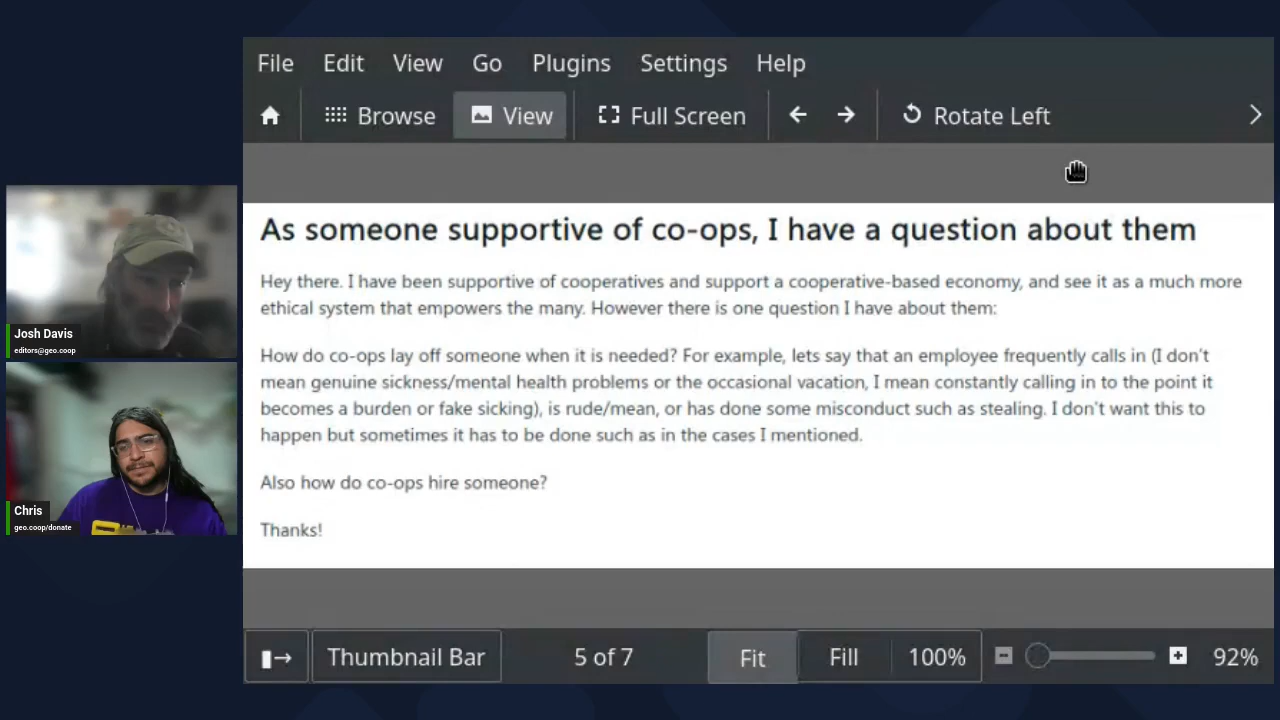 File Edit View Go Plugins Settings Help
Browse View Full Screen Rotate Left
As someone supportive of co-ops, I have a question about them
Hey there. I have been supportive of cooperatives and support a cooperative-based economy, and see it as a much more
ethical system that empowers the many. However there is one question I have about them:
How do co-ops lay off someone when it is needed? For example, lets say that an employee frequently calls in (I don't
mean genuine sickness/mental health problems or the occasional vacation, I mean constantly calling in to the point it
becomes a burden or fake sicking), is rude/mean, or has done some misconduct such as stealing. I don't want this to
happen but sometimes it has to be done such as in the cases I mentioned.
Also how do co-ops hire someone?
Thanks!
Thumbnail Bar 5 of 7 Fit Fill 100% 92%
Josh Davis
editors@geo.coop
Chris
geo.coop/donate